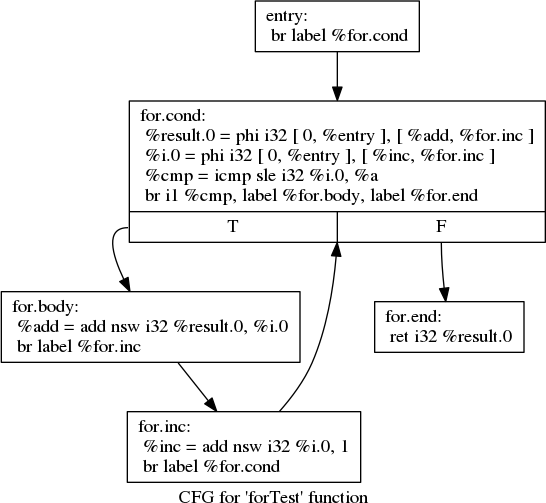 entry:
br label %for.cond
for.cond:
%result.0 = phi i32 [ 0, %entry ], [ %add, %for.inc ]
%i.0 = phi i32 [ 0, %entry ], [ %inc, %for.inc ]
%cmp = icmp sle i32 %i.0, %a
br i1 %cmp, label %for.body, label %for.end
T
F
for.body:
%add = add nsw i32 %result.0, %i.0
br label %for.inc
for.end:
ret i32 %result.0
for.inc:
%inc = add nsw i32 %i.0, 1
br label %for.cond
CFG for 'forTest' function